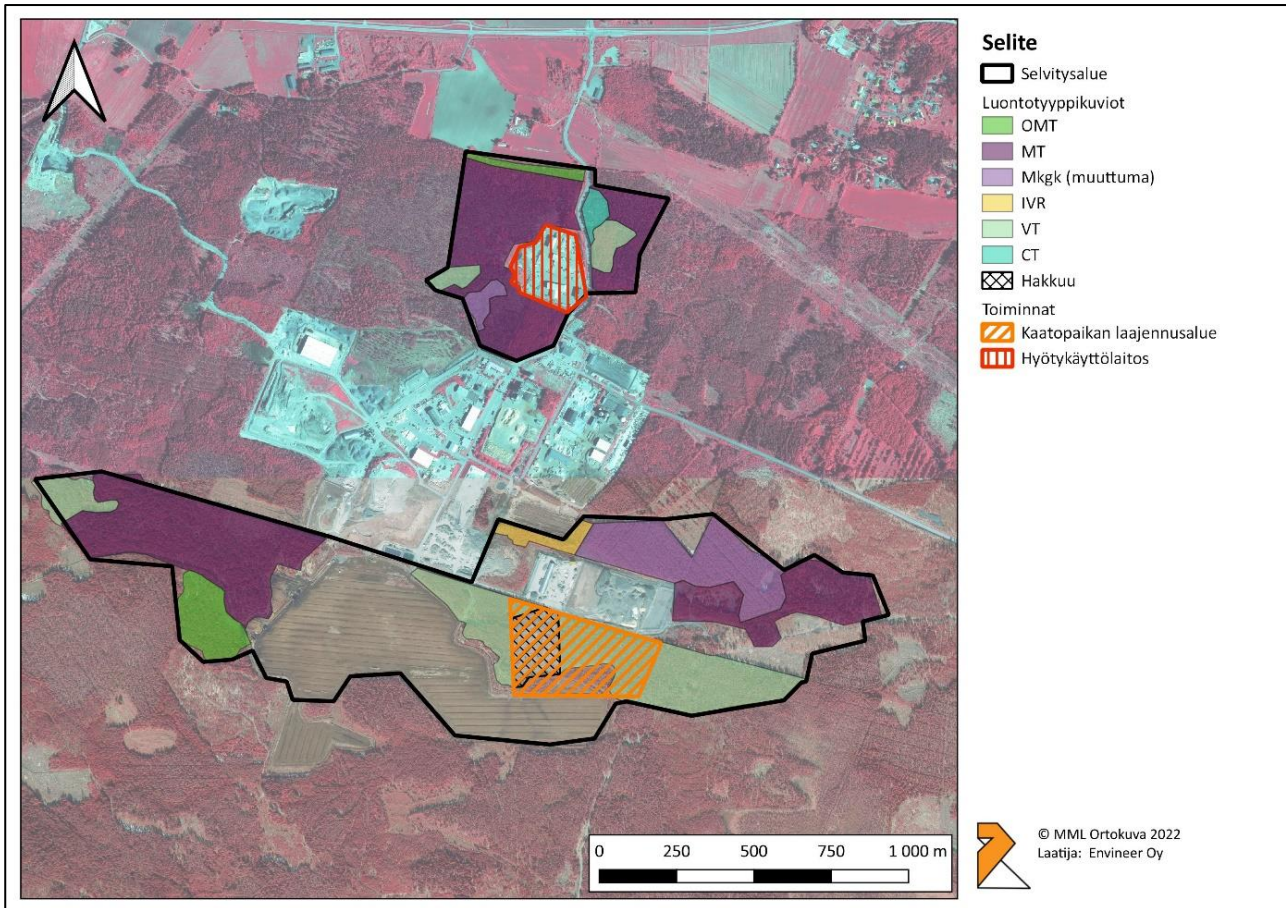 Selite
Selvitysalue
Luontotyyppikuviot
OMT
MT
Mkgk (muuttuma)
IVR
VT
CT
Hakkuu
Toiminnat
Kaatopaikan laajennusalue
Hyötykäyttölaitos
0 250 500 750 1 000 m
© MML Ortokuva 2022
Laatija: Envineer Oy